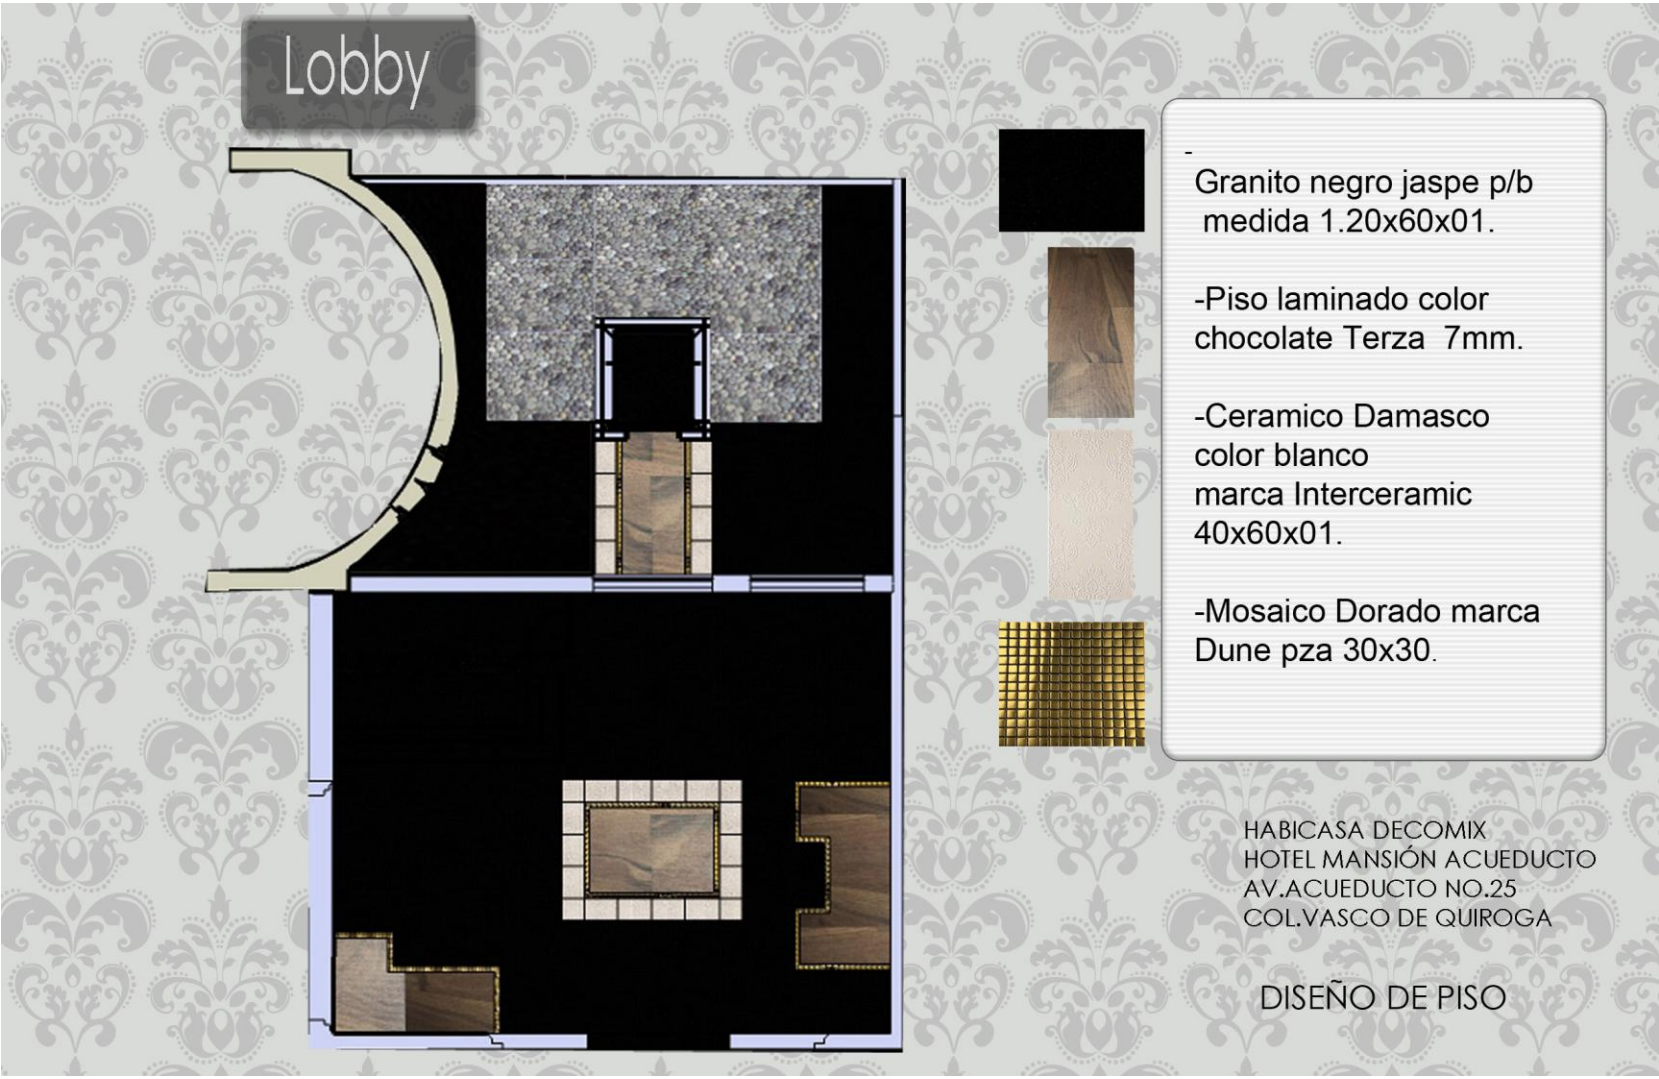 Lobby
-
Granito negro jaspe p/b
medida 1.20x60x01.
-Piso laminado color
chocolate Terza 7mm.
-Ceramico Damasco
color blanco
marca Interceramic
40x60x01.
-Mosaico Dorado marca
Dune pza 30x30.
HABICASA DECOMIX
HOTEL MANSIÓN ACUEDUCTO
AV.ACUEDUCTO NO.25
COL.VASCO DE QUIROGA
DISEÑO DE PISO